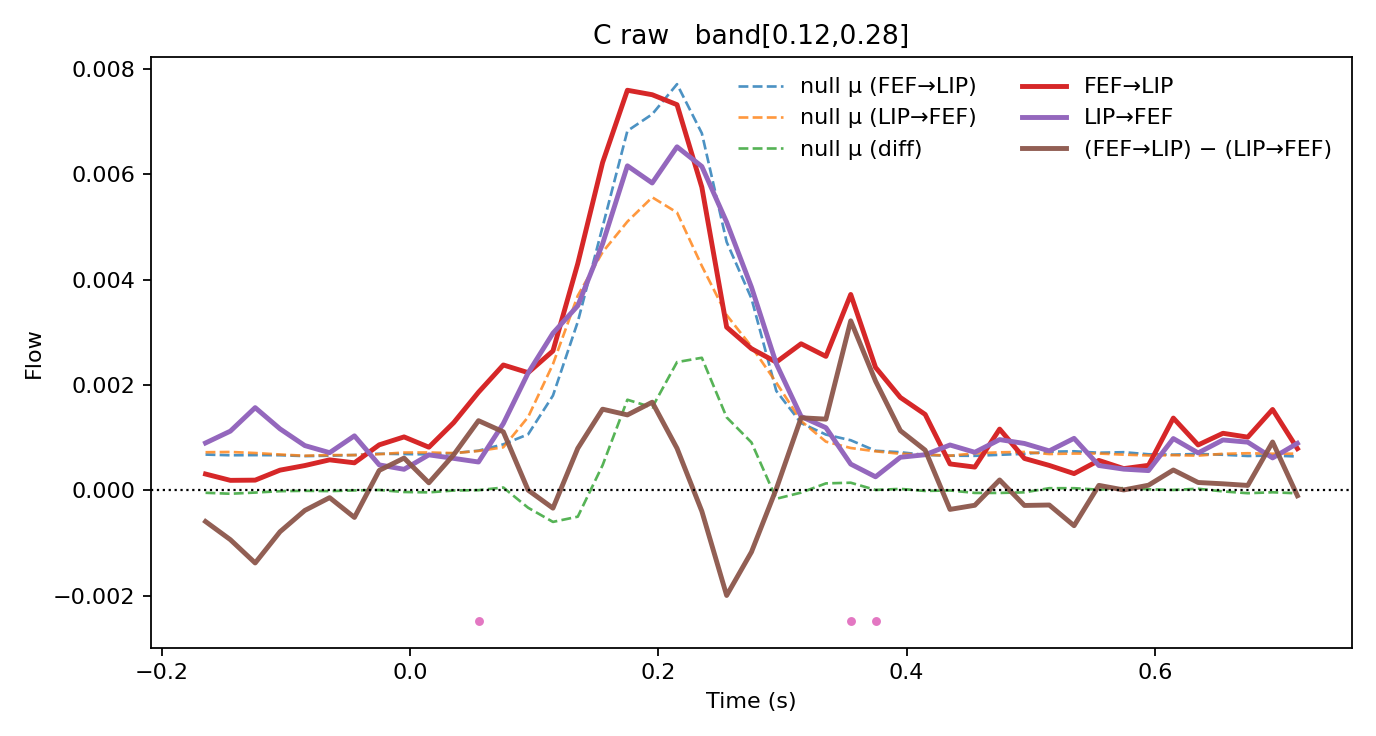 C raw   band[0.12,0.28]
0.008
0.006
0.004
0.002
0.000
−0.002
Flow
null μ (FEF→LIP)
null μ (LIP→FEF)
null μ (diff)
FEF→LIP
LIP→FEF
(FEF→LIP) − (LIP→FEF)
−0.2
0.0
0.2
0.4
0.6
Time (s)